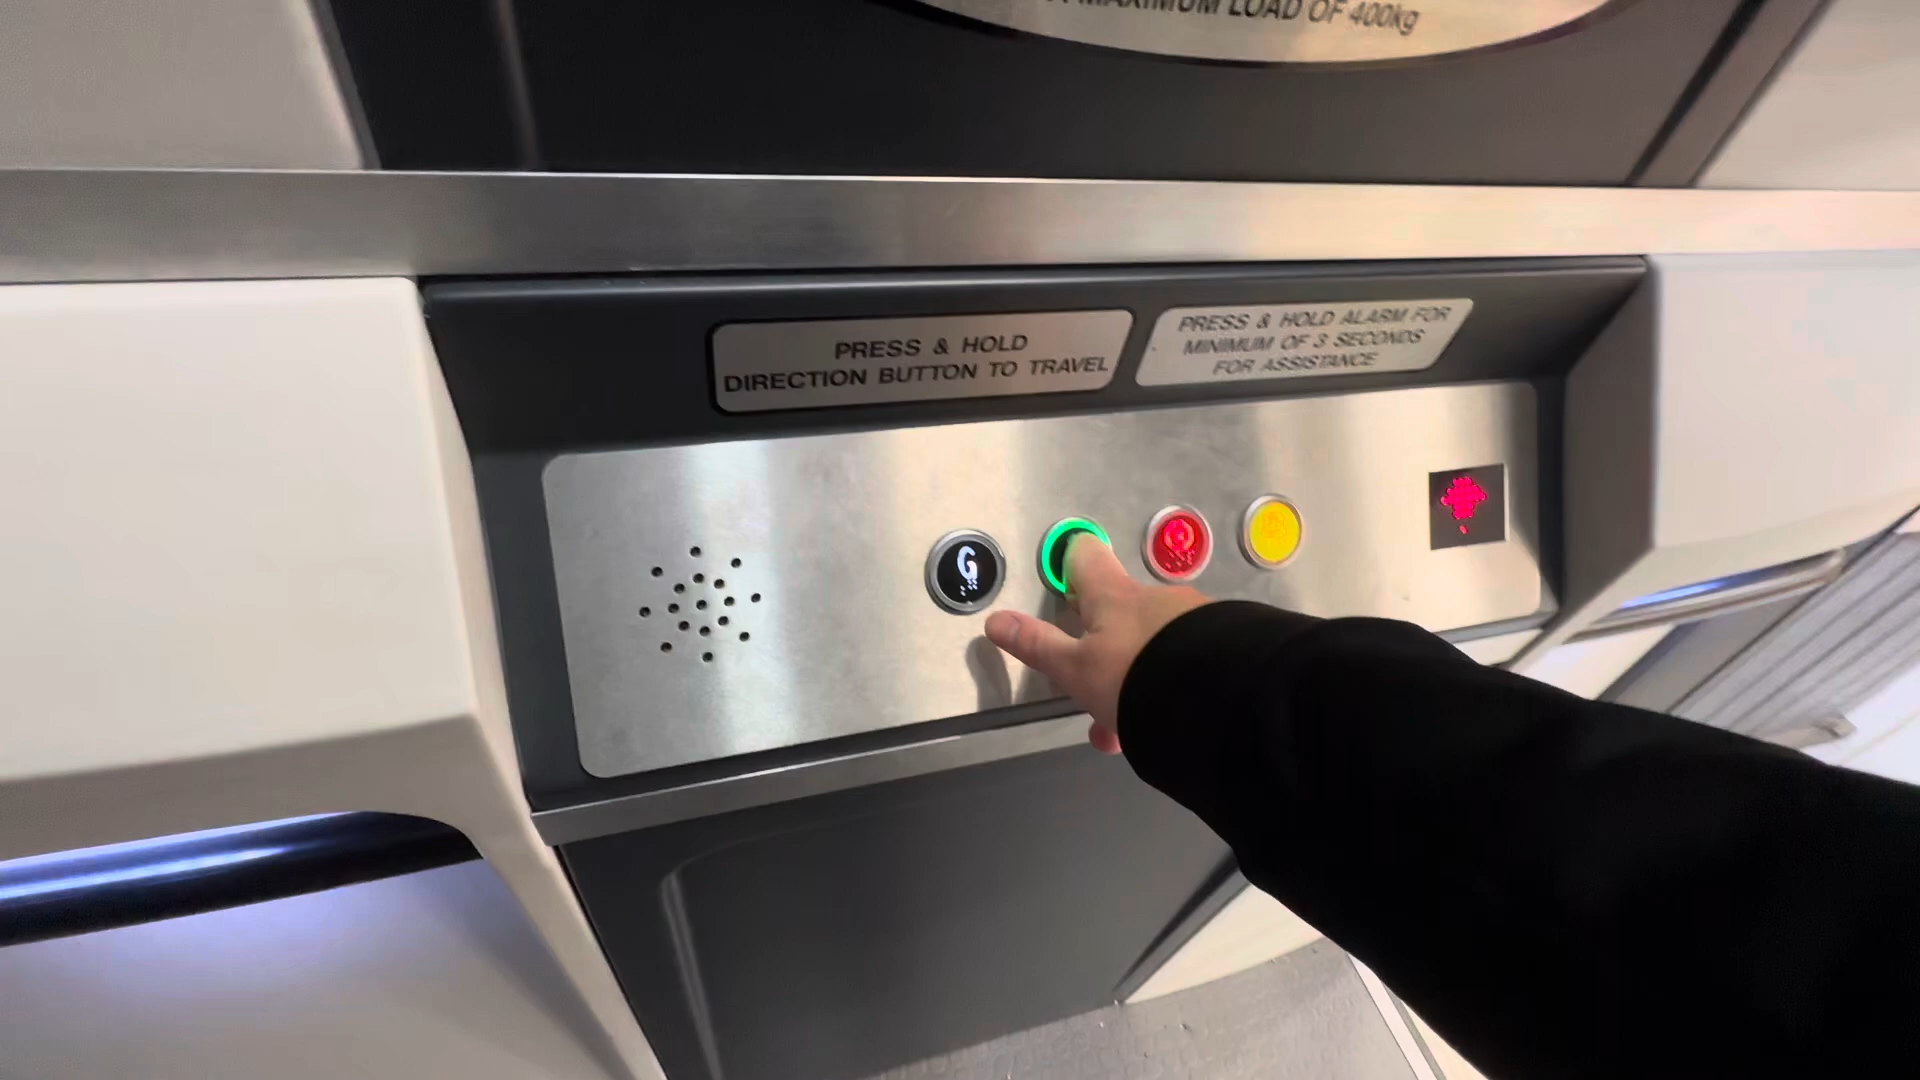 MAXIMUM LOAD OF 400kg
PRESS & HOLD
DIRECTION BUTTON TO TRAVEL
PRESS & HOLD ALARM FOR
MINIMUM OF 3 SECONDS
FOR ASSISTANCE
G